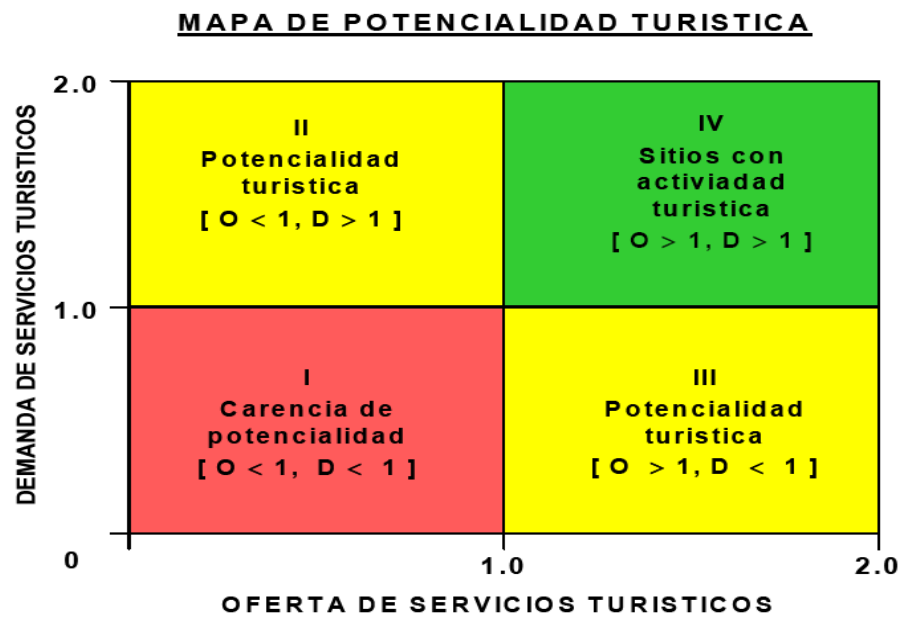 MAPA DE POTENCIALIDAD TURISTICA
DEMANDA DE SERVICIOS TURISTICOS
2.0
II
Potencialidad
turistica
[ O < 1, D > 1 ]
IV
Sitios con
activiadad
turistica
[ O > 1, D > 1 ]
1.0
I
Carencia de
potencialidad
[ O < 1, D < 1 ]
III
Potencialidad
turistica
[ O > 1, D < 1 ]
0
1.0
2.0
OFERTA DE SERVICIOS TURISTICOS